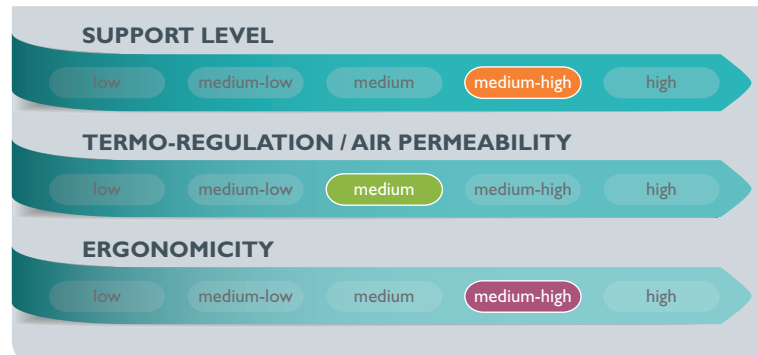 SUPPORT LEVEL
low medium-low medium medium-high high
TERMO-REGULATION / AIR PERMEABILITY
low medium-low medium medium-high high
ERGONOMICITY
low medium-low medium medium-high high